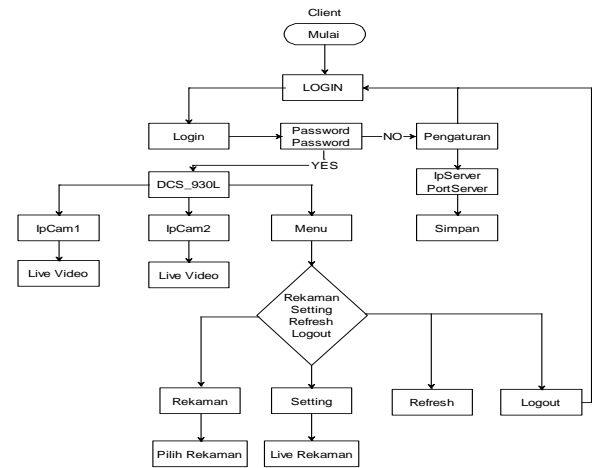 Client
Mulai
LOGIN
Login
Password
Password
NO
Pengaturan
YES
IpServer
PortServer
DCS_930L
IpCam1
IpCam2
Menu
Simpan
Live Video
Live Video
Rekaman
Setting
Refresh
Logout
Rekaman
Setting
Refresh
Logout
Pilih Rekaman
Live Rekaman